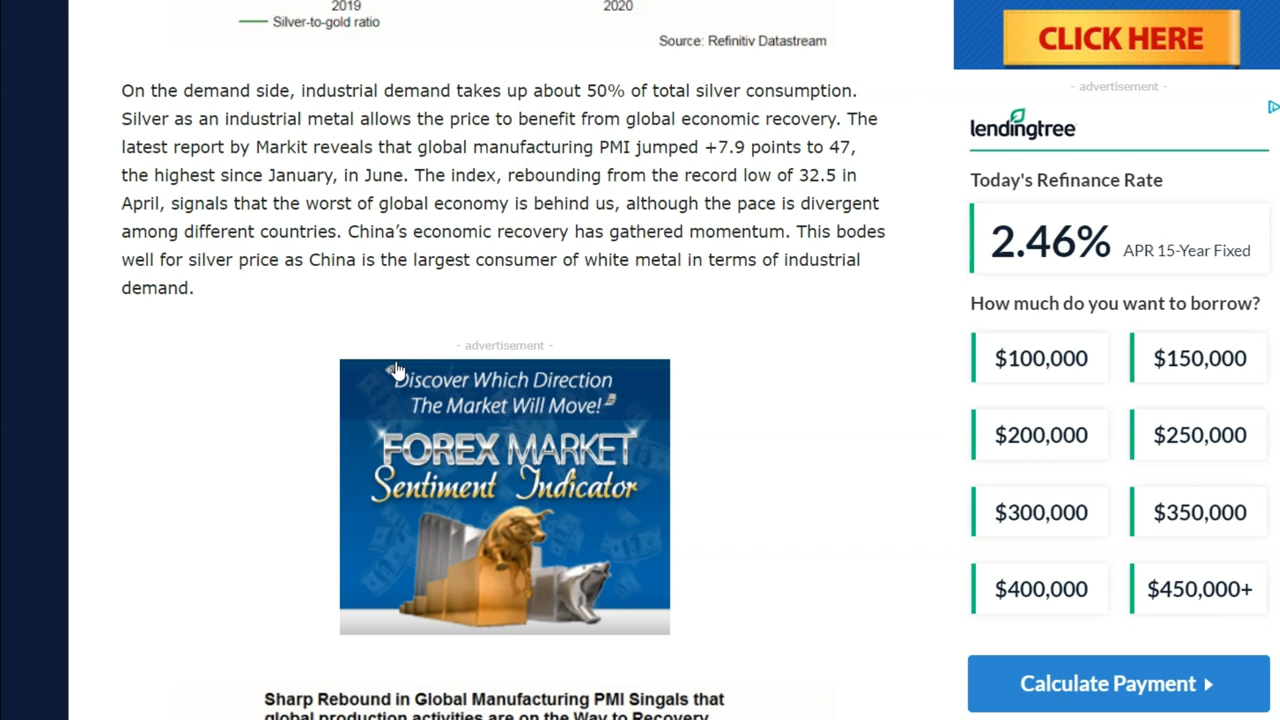 2019
2020
Silver-to-gold ratio
Source: Refinitiv Datastream
On the demand side, industrial demand takes up about 50% of total silver consumption.
Silver as an industrial metal allows the price to benefit from global economic recovery. The
latest report by Markit reveals that global manufacturing PMI jumped +7.9 points to 47,
the highest since January, in June. The index, rebounding from the record low of 32.5 in
April, signals that the worst of global economy is behind us, although the pace is divergent
among different countries. China’s economic recovery has gathered momentum. This bodes
well for silver price as China is the largest consumer of white metal in terms of industrial
demand.
- advertisement -
Discover Which Direction
The Market Will Move!
FOREX MARKET
Sentiment Indicator
Sharp Rebound in Global Manufacturing PMI Singals that
global production activities are on the Way to Recovery
CLICK HERE
- advertisement -
lendingtree
Today's Refinance Rate
2.46% APR 15-Year Fixed
How much do you want to borrow?
$100,000 $150,000
$200,000 $250,000
$300,000 $350,000
$400,000 $450,000+
Calculate Payment